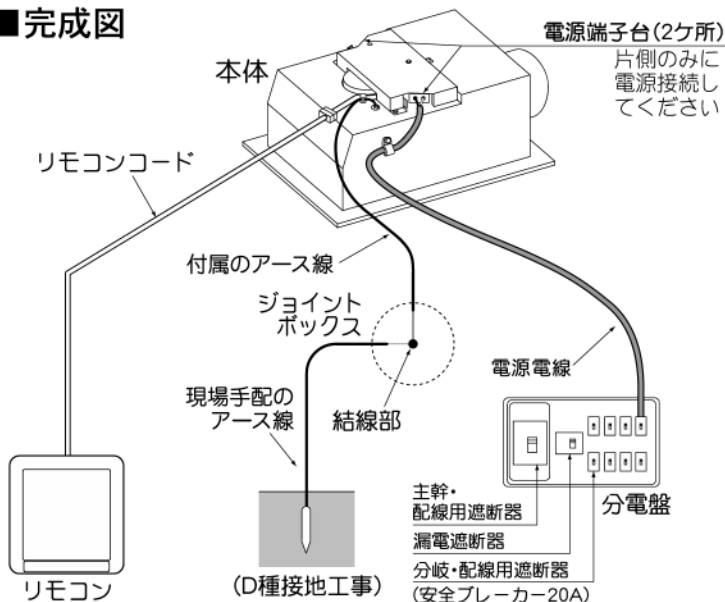 ■完成図
電源端子台(2ケ所)
片側のみに
電源接続し
てください
本体
リモコンコード
付属のアース線
ジョイント
ボックス
電源電線
現場手配の
アース線
結線部
主幹・
配線用遮断器
分電盤
漏電遮断器
分岐・配線用遮断器
(安全ブレーカー20A)
リモコン
(D種接地工事)